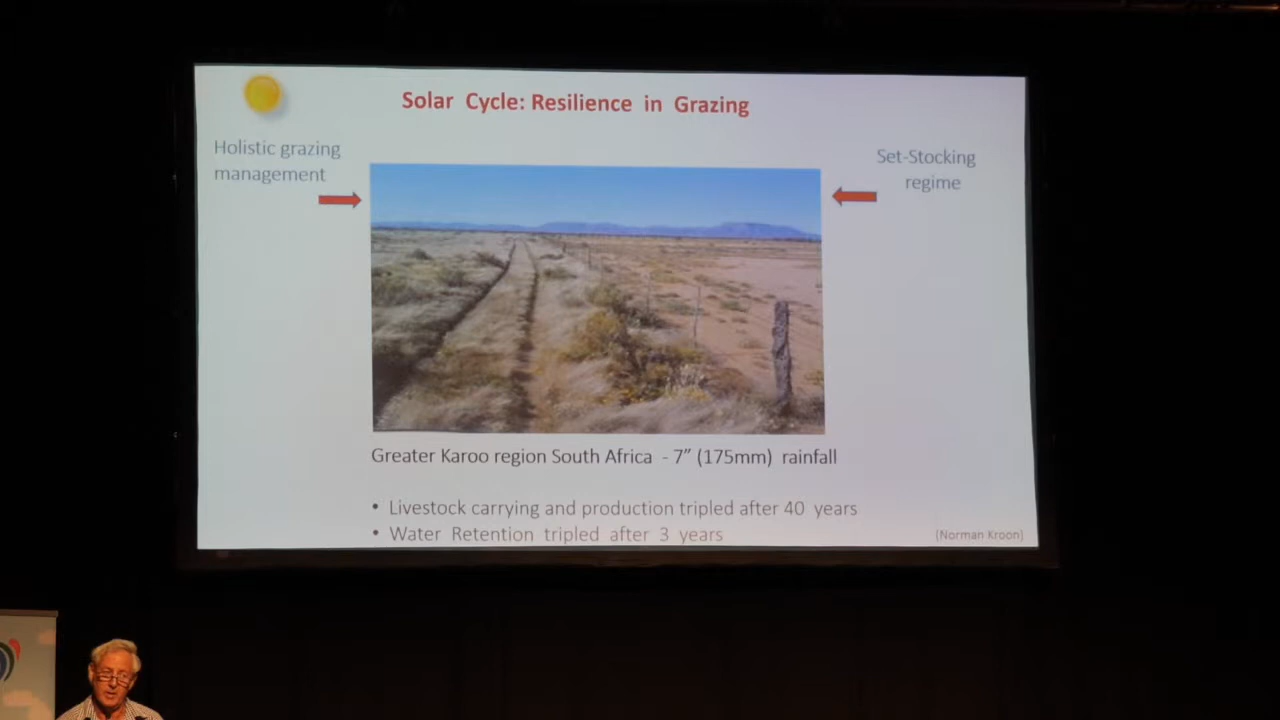 Solar Cycle: Resilience in Grazing
Holistic grazing
management
Set-Stocking
regime
Greater Karoo region South Africa - 7” (175mm) rainfall
• Livestock carrying and production tripled after 40 years
• Water Retention tripled after 3 years
(Norman Kroon)